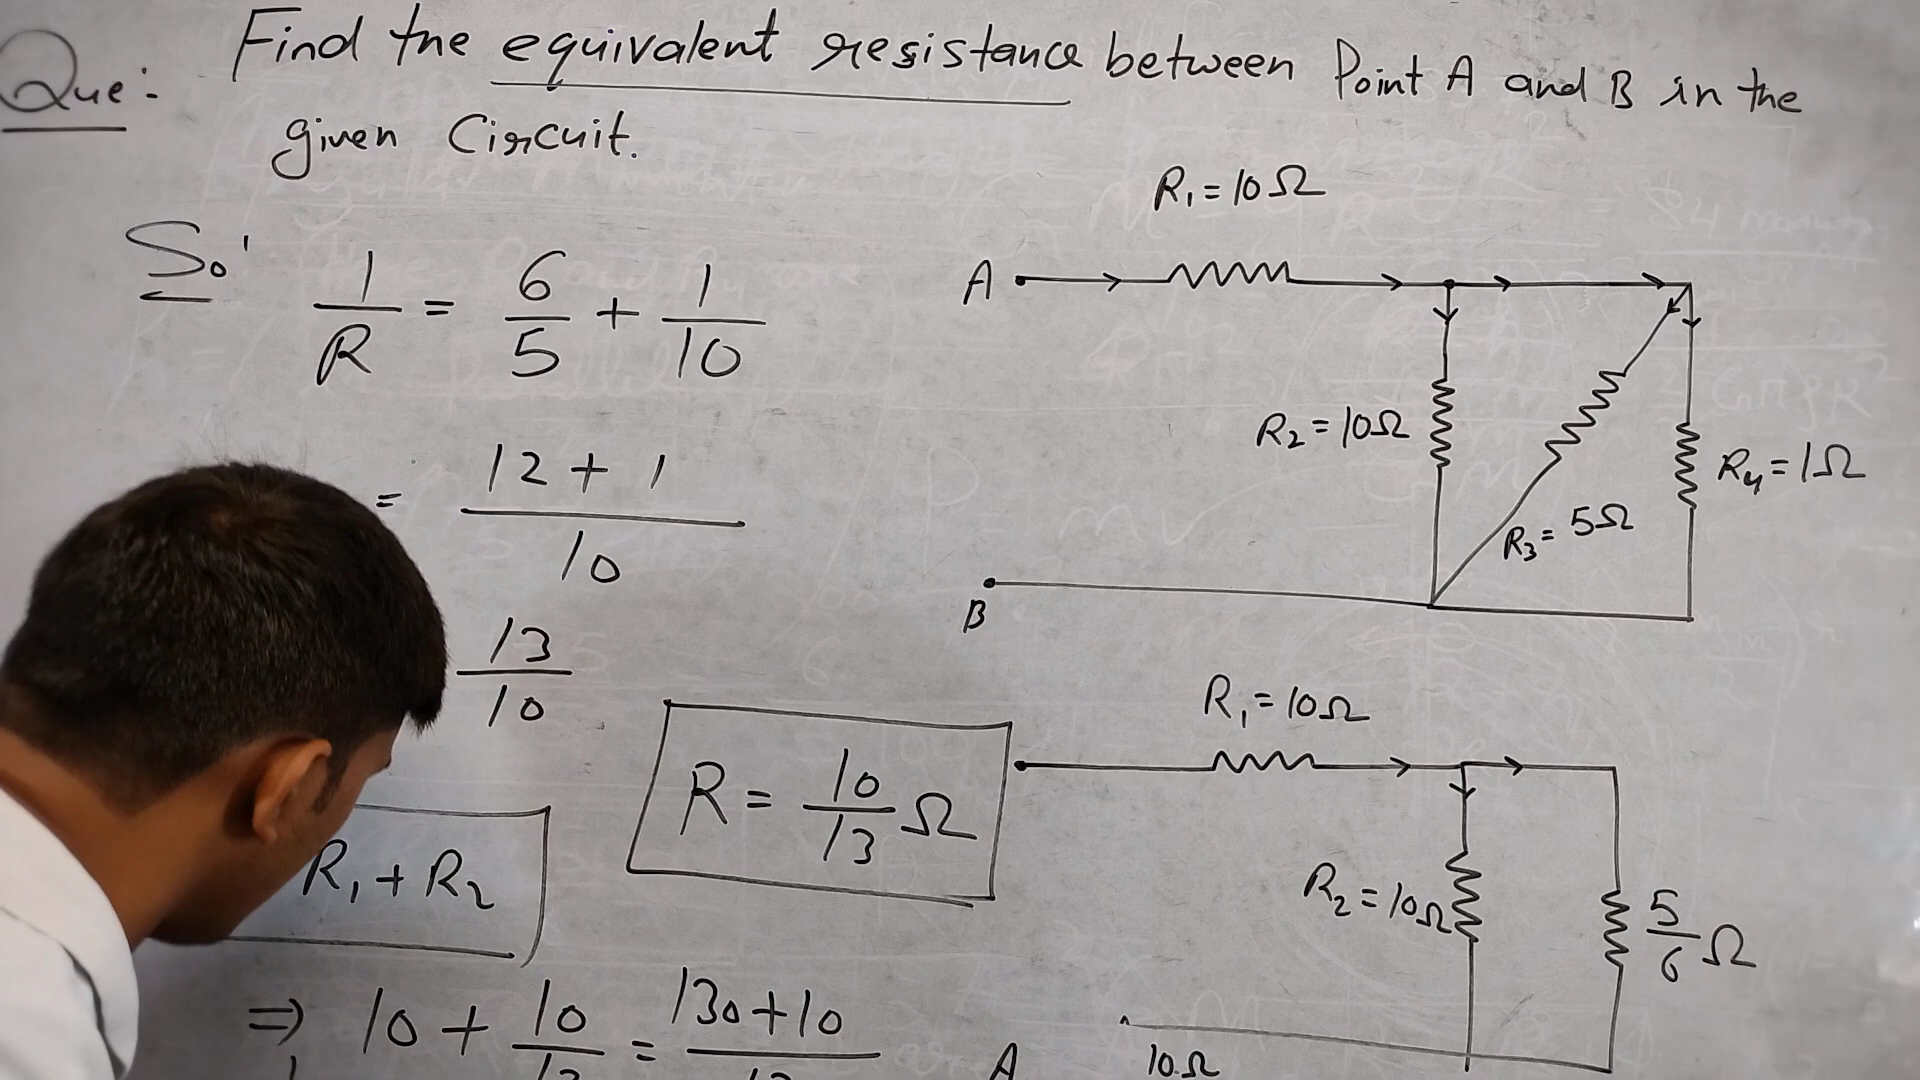 Que:- Find the equivalent resistance between Point A and B in the
given Circuit.
Sol
1/R = 6/5 + 1/10
= 12 + 1 / 10
13/10
R = 10/13 Ω
R₁ + R₂
⇒ 10 + 10/13 = 130+10 / 13
R₁ = 10Ω
A
R₂ = 10Ω
R₃ = 5Ω
R₄ = 1Ω
B
R₁ = 10Ω
R₂ = 10Ω
5/6 Ω
A
10Ω